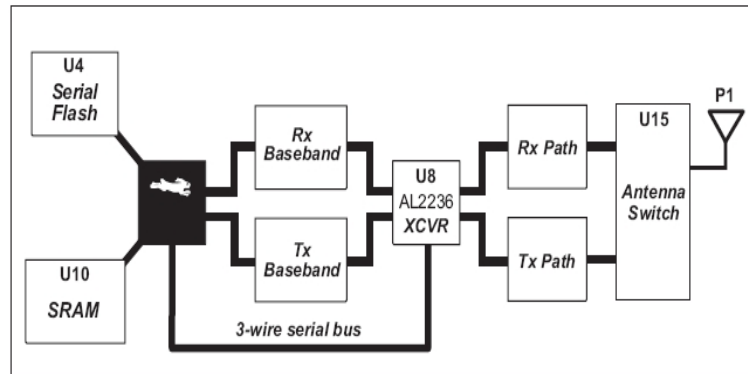 U4
Serial
Flash
Rx
Baseband
U8
AL2236
XCVR
Rx Path
U15
Antenna
Switch
P1
U10
SRAM
Tx
Baseband
Tx Path
3-wire serial bus